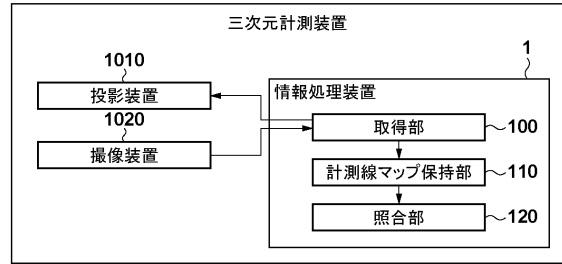 三次元計測装置
1010
投影装置
1020
撮像装置
1
情報処理装置
取得部
100
計測線マップ保持部
110
照合部
120